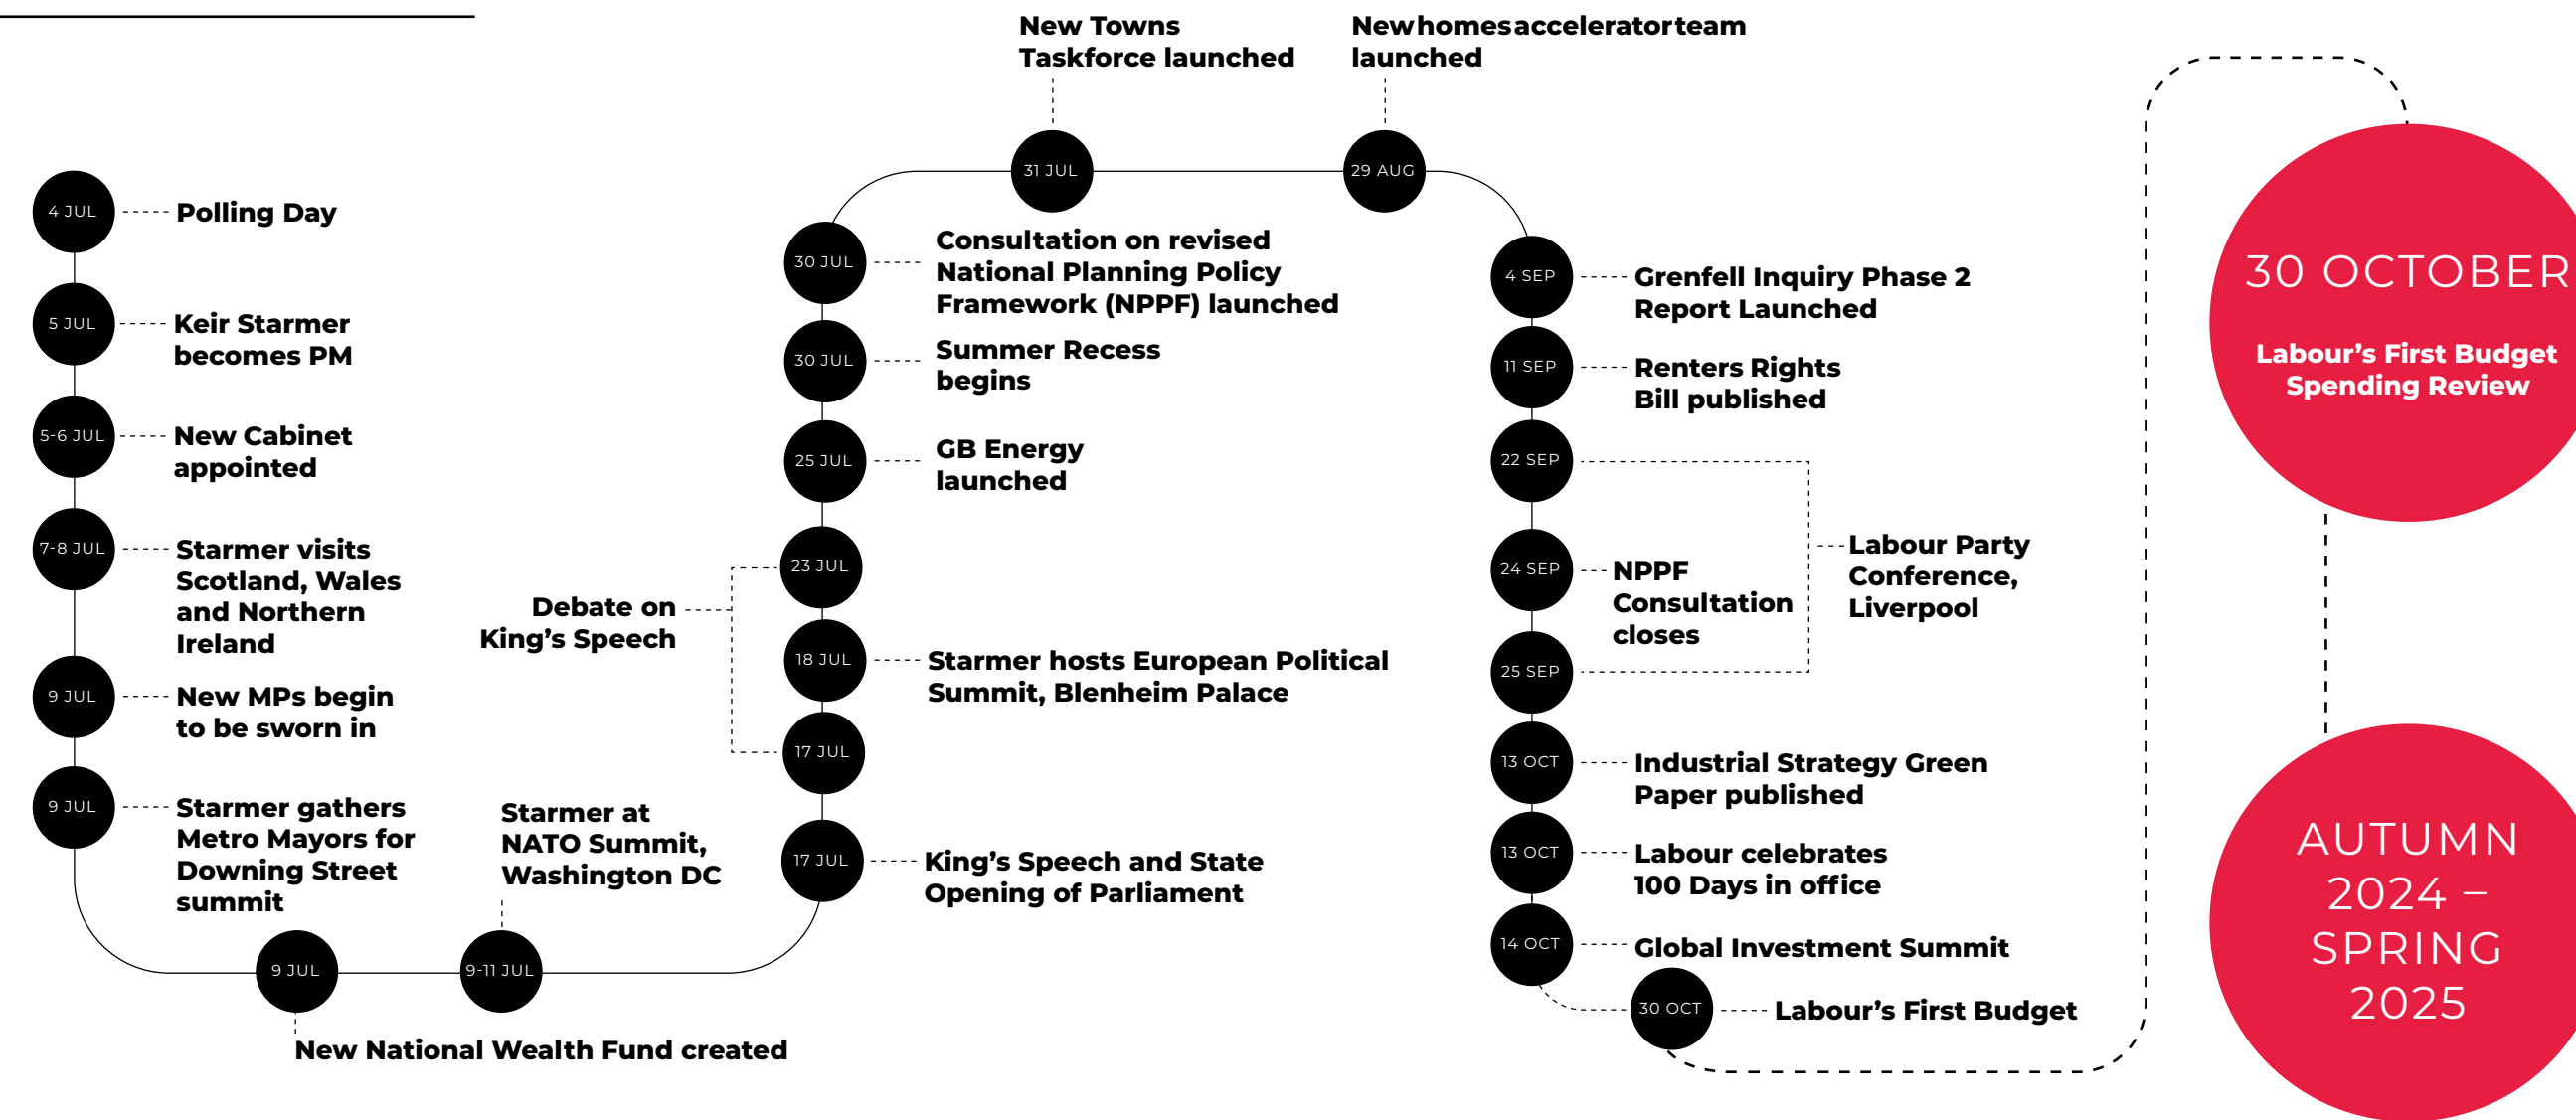 4 JUL
Polling Day
5 JUL
Keir Starmer
becomes PM
5-6 JUL
New Cabinet
appointed
7-8 JUL
Starmer visits
Scotland, Wales
and Northern
Ireland
9 JUL
New MPs begin
to be sworn in
9 JUL
Starmer gathers
Metro Mayors for
Downing Street
summit
9 JUL
New National Wealth Fund created
9-11 JUL
Starmer at
NATO Summit,
Washington DC
17 JUL
King's Speech and State
Opening of Parliament
17 JUL
18 JUL
Starmer hosts European Political
Summit, Blenheim Palace
23 JUL
Debate on
King's Speech
25 JUL
GB Energy
launched
30 JUL
Summer Recess
begins
30 JUL
Consultation on revised
National Planning Policy
Framework (NPPF) launched
31 JUL
New Towns
Taskforce launched
29 AUG
New homes accelerator team
launched
4 SEP
Grenfell Inquiry Phase 2
Report Launched
11 SEP
Renters Rights
Bill published
22 SEP
24 SEP
NPPF
Consultation
closes
25 SEP
Labour Party
Conference,
Liverpool
13 OCT
Industrial Strategy Green
Paper published
13 OCT
Labour celebrates
100 Days in office
14 OCT
Global Investment Summit
30 OCT
Labour's First Budget
30 OCTOBER
Labour's First Budget
Spending Review
AUTUMN
2024 –
SPRING
2025